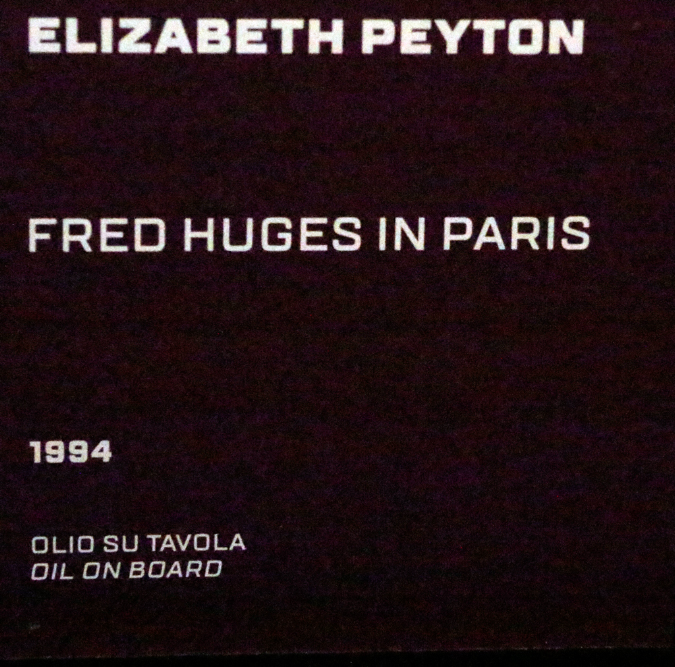 ELIZABETH PEYTON
FRED HUGES IN PARIS
1994
OLIO SU TAVOLA
OIL ON BOARD